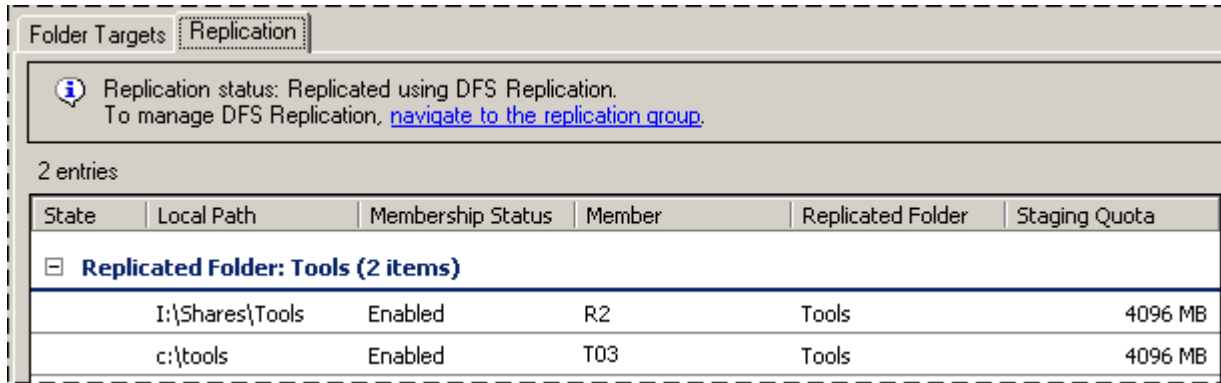 Folder Targets Replication
Replication status: Replicated using DFS Replication.
To manage DFS Replication, navigate to the replication group.
2 entries
State Local Path Membership Status Member Replicated Folder Staging Quota
Replicated Folder: Tools (2 items)
I:\Shares\Tools Enabled R2 Tools 4096 MB
c:\tools Enabled T03 Tools 4096 MB